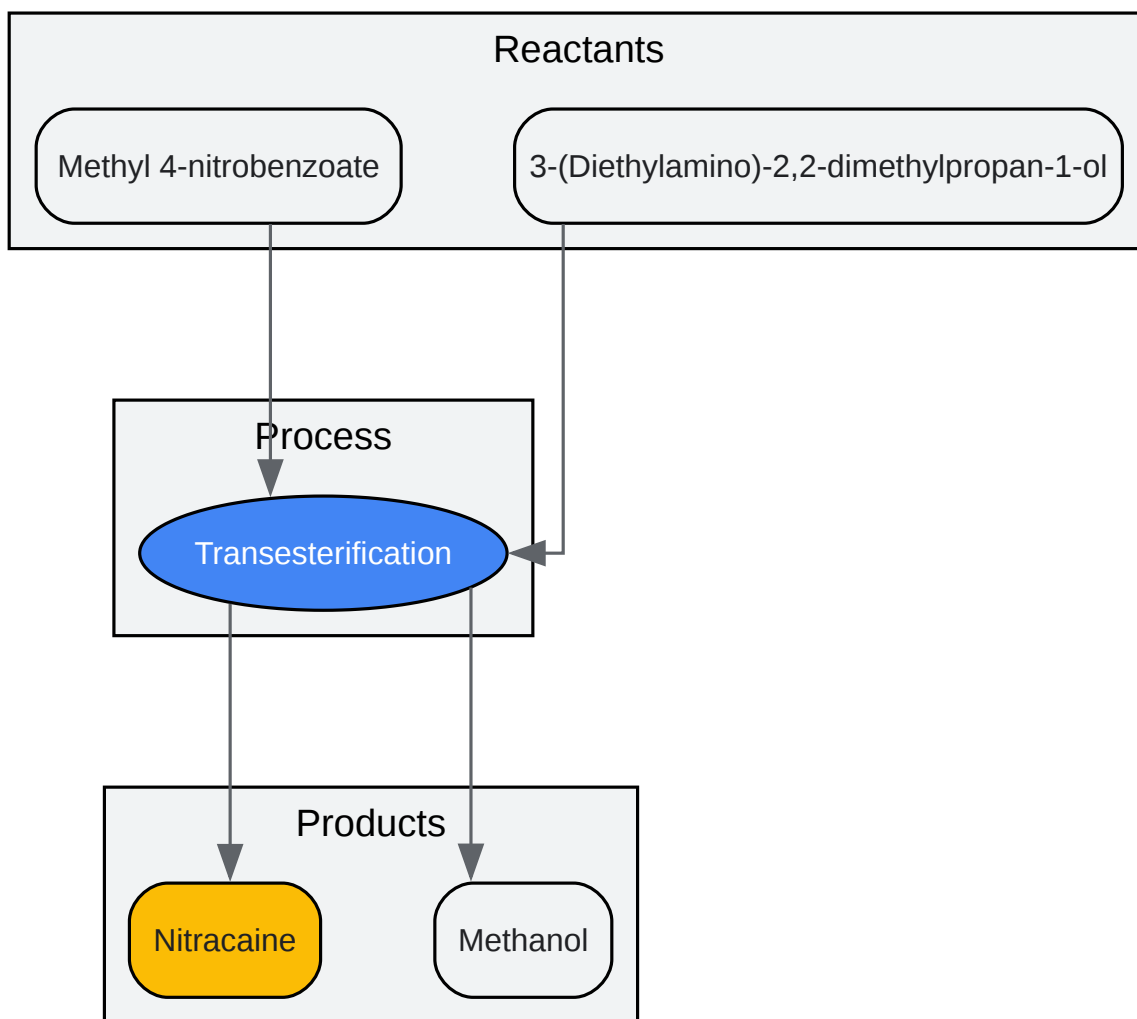 Reactants
Methyl 4-nitrobenzoate
3-(Diethylamino)-2,2-dimethylpropan-1-ol
Process
Transesterification
Products
Nitracaine
Methanol